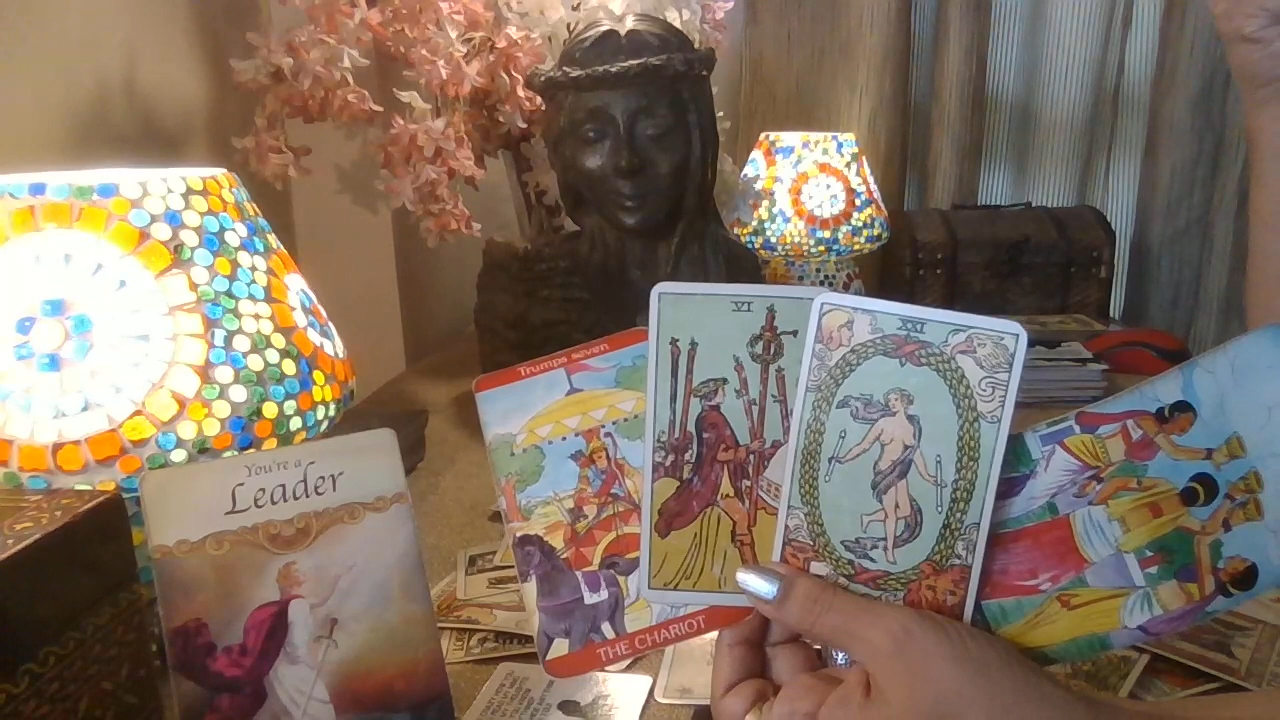 You're a
Leader
Trumps seven
THE CHARIOT
VI
XXI